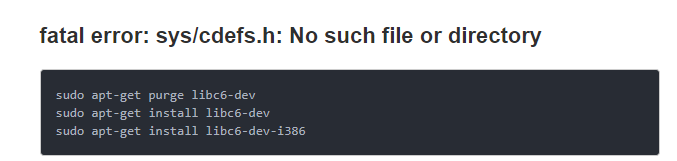 fatal error: sys/cdefs.h: No such file or directory
sudo apt-get purge libc6-dev
sudo apt-get install libc6-dev
sudo apt-get install libc6-dev-i386